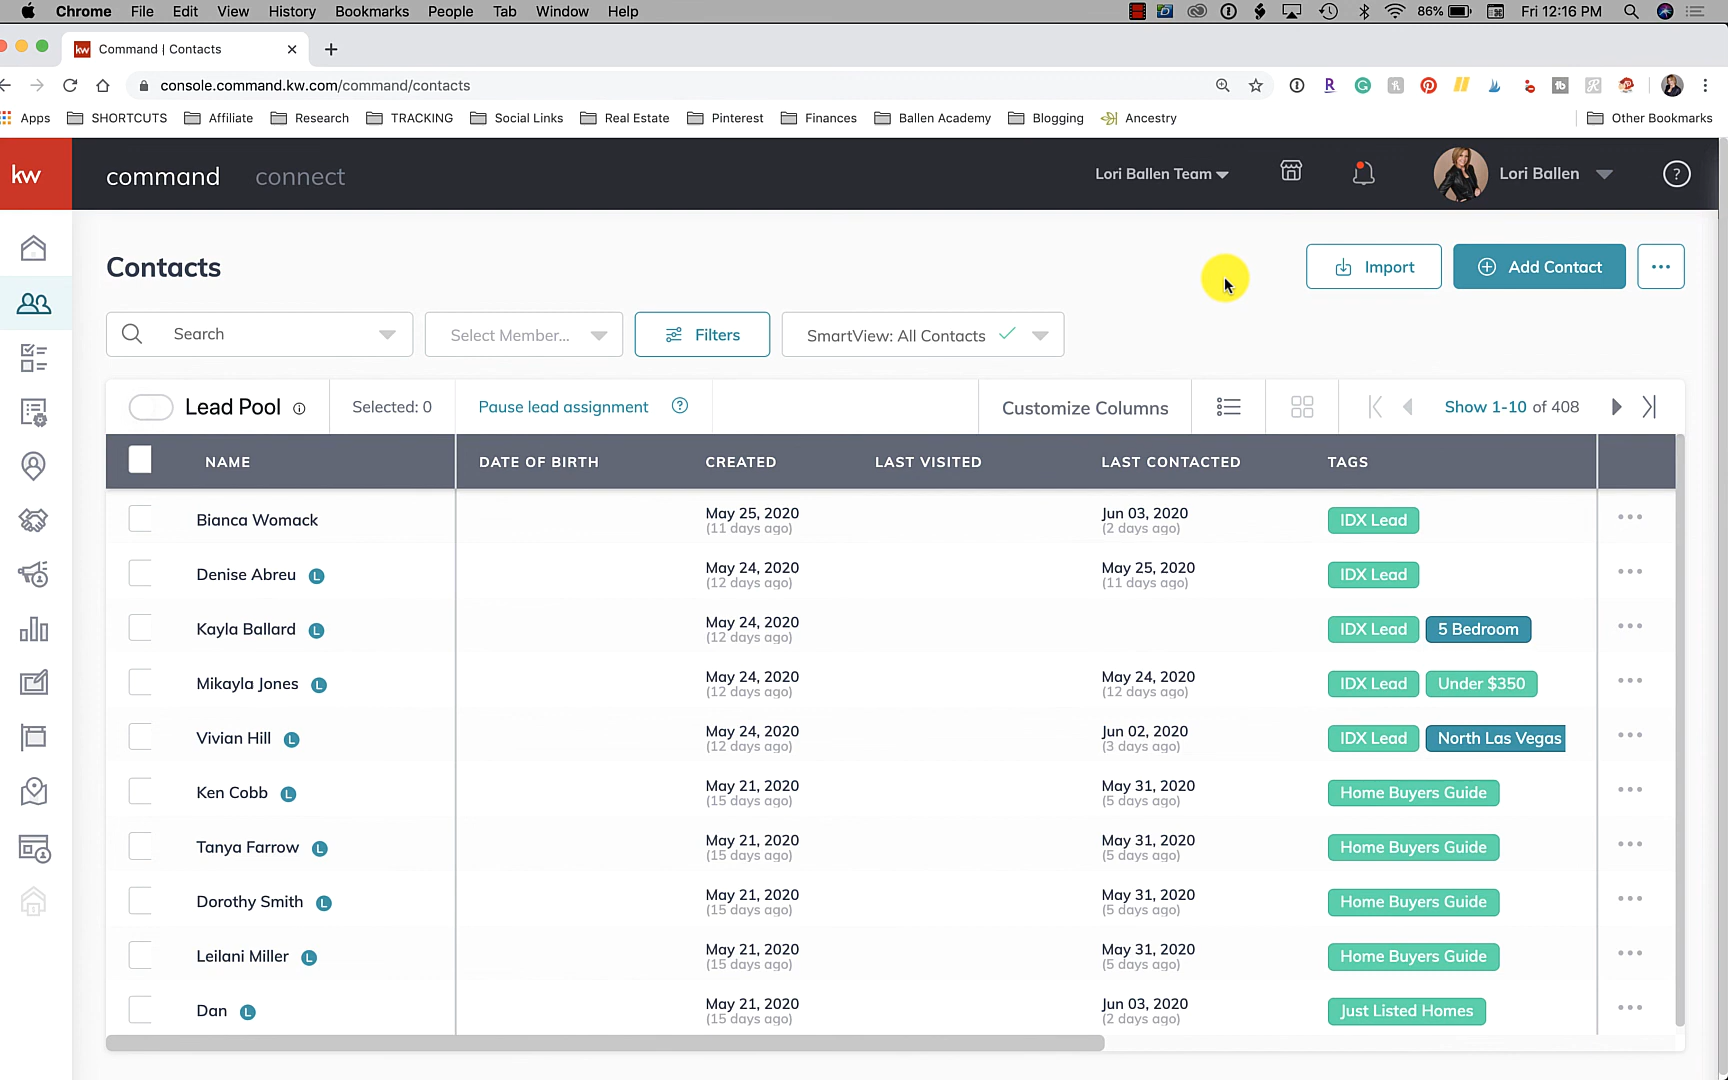 Chrome File Edit View History Bookmarks People Tab Window Help 86% Fri 12:16 PM
kw Command | Contacts
console.command.kw.com/command/contacts
Apps SHORTCUTS Affiliate Research TRACKING Social Links Real Estate Pinterest Finances Ballen Academy Blogging Ancestry Other Bookmarks
kw command connect Lori Ballen Team Lori Ballen ?
Contacts Import Add Contact
Search Select Member... Filters SmartView: All Contacts
Lead Pool Selected: 0 Pause lead assignment ? Customize Columns Show 1-10 of 408
NAME DATE OF BIRTH CREATED LAST VISITED LAST CONTACTED TAGS
Bianca Womack May 25, 2020 Jun 03, 2020 IDX Lead
(11 days ago) (2 days ago)
Denise Abreu L May 24, 2020 May 25, 2020 IDX Lead
(12 days ago) (11 days ago)
Kayla Ballard L May 24, 2020 IDX Lead 5 Bedroom
(12 days ago)
Mikayla Jones L May 24, 2020 May 24, 2020 IDX Lead Under $350
(12 days ago) (12 days ago)
Vivian Hill L May 24, 2020 Jun 02, 2020 IDX Lead North Las Vegas
(12 days ago) (3 days ago)
Ken Cobb L May 21, 2020 May 31, 2020 Home Buyers Guide
(15 days ago) (5 days ago)
Tanya Farrow L May 21, 2020 May 31, 2020 Home Buyers Guide
(15 days ago) (5 days ago)
Dorothy Smith L May 21, 2020 May 31, 2020 Home Buyers Guide
(15 days ago) (5 days ago)
Leilani Miller L May 21, 2020 May 31, 2020 Home Buyers Guide
(15 days ago) (5 days ago)
Dan L May 21, 2020 Jun 03, 2020 Just Listed Homes
(15 days ago) (2 days ago)